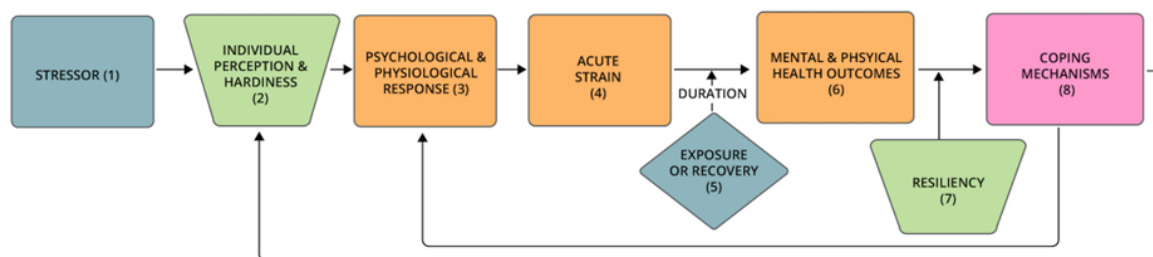 STRESSOR (1)
INDIVIDUAL
PERCEPTION &
HARDINESS
(2)
PSYCHOLOGICAL &
PHYSIOLOGICAL
RESPONSE (3)
ACUTE
STRAIN
(4)
DURATION
EXPOSURE
OR RECOVERY
(5)
MENTAL & PHSYICAL
HEALTH OUTCOMES
(6)
RESILIENCY
(7)
COPING
MECHANISMS
(8)